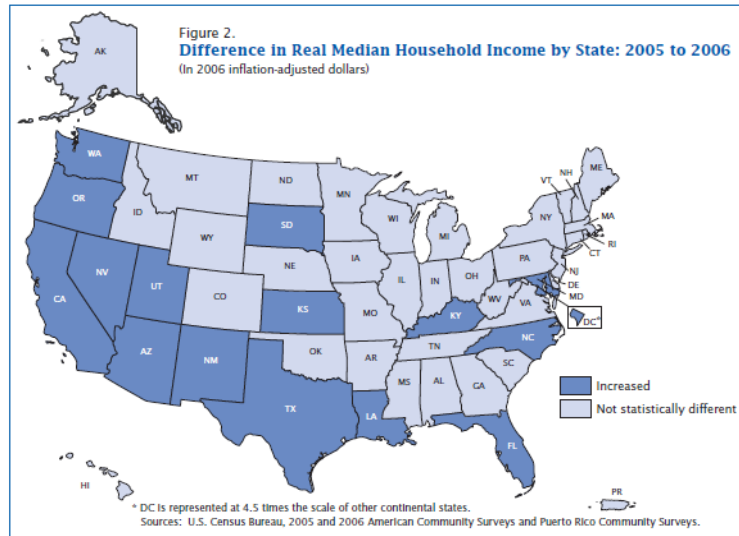 Figure 2.
Difference in Real Median Household Income by State: 2005 to 2006
(In 2006 inflation-adjusted dollars)
AK
WA
OR
CA
NV
ID
MT
WY
UT
AZ
CO
NM
ND
SD
NE
KS
OK
TX
MN
IA
MO
AR
LA
WI
IL
MS
MI
IN
KY
TN
AL
OH
WV
VA
NC
SC
GA
FL
PA
NY
VT
NH
ME
MA
RI
CT
NJ
DE
MD
DC*
HI
PR
Increased
Not statistically different
* DC is represented at 4.5 times the scale of other continental states.
Sources: U.S. Census Bureau, 2005 and 2006 American Community Surveys and Puerto Rico Community Surveys.